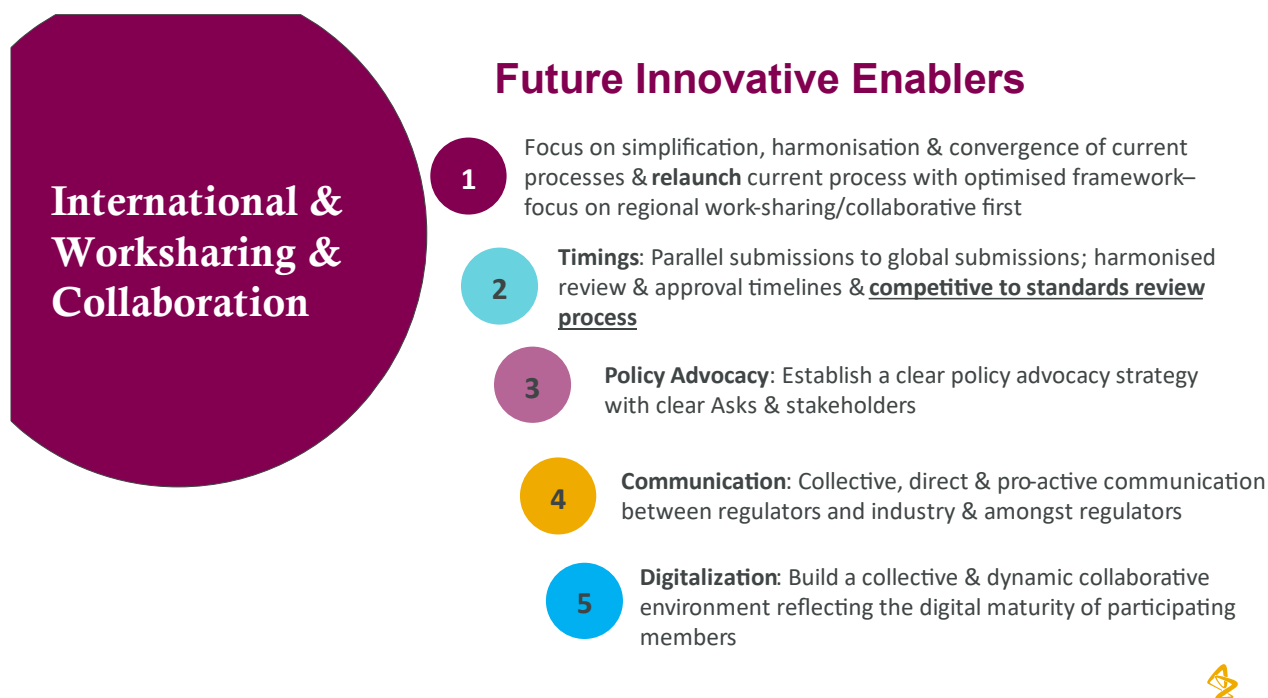 International &
Worksharing &
Collaboration
Future Innovative Enablers
1
Focus on simplification, harmonisation & convergence of current
processes & relaunch current process with optimised framework–
focus on regional work-sharing/collaborative first
2
Timings: Parallel submissions to global submissions; harmonised
review & approval timelines & competitive to standards review
process
3
Policy Advocacy: Establish a clear policy advocacy strategy
with clear Asks & stakeholders
4
Communication: Collective, direct & pro-active communication
between regulators and industry & amongst regulators
5
Digitalization: Build a collective & dynamic collaborative
environment reflecting the digital maturity of participating
members